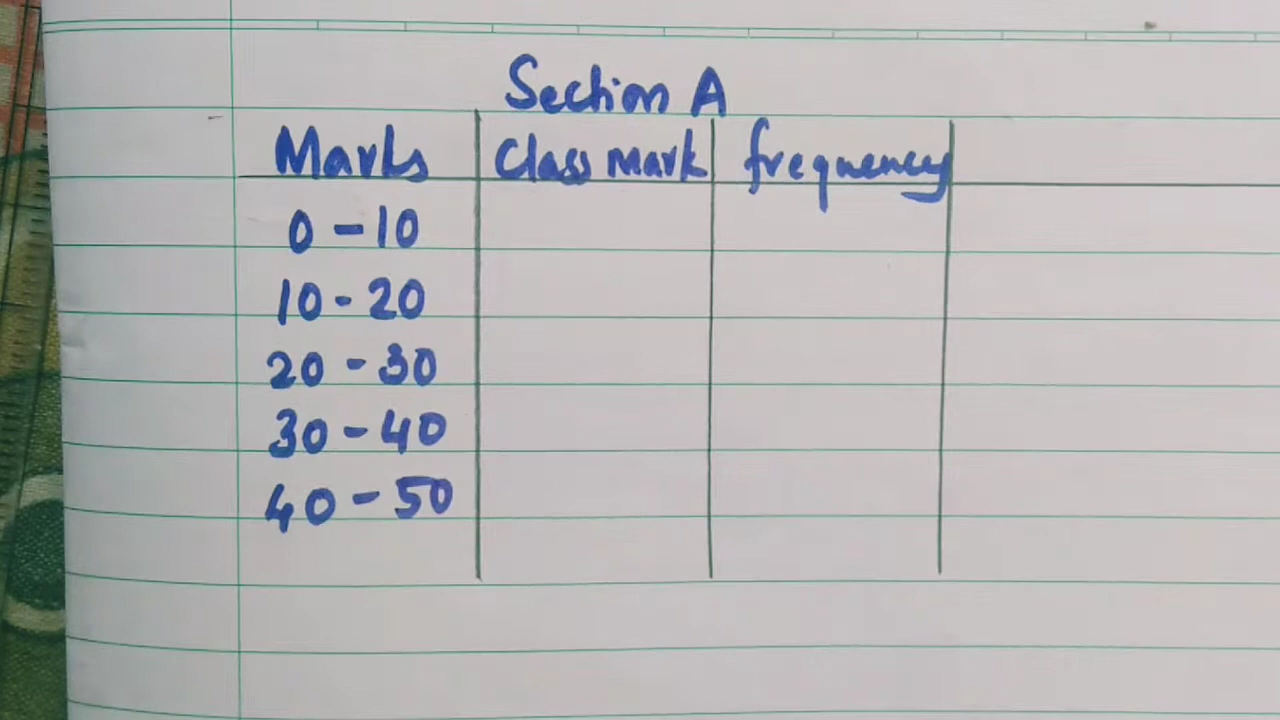 Section A
Marks Class mark frequency
0 - 10
10 - 20
20 - 30
30 - 40
40 - 50